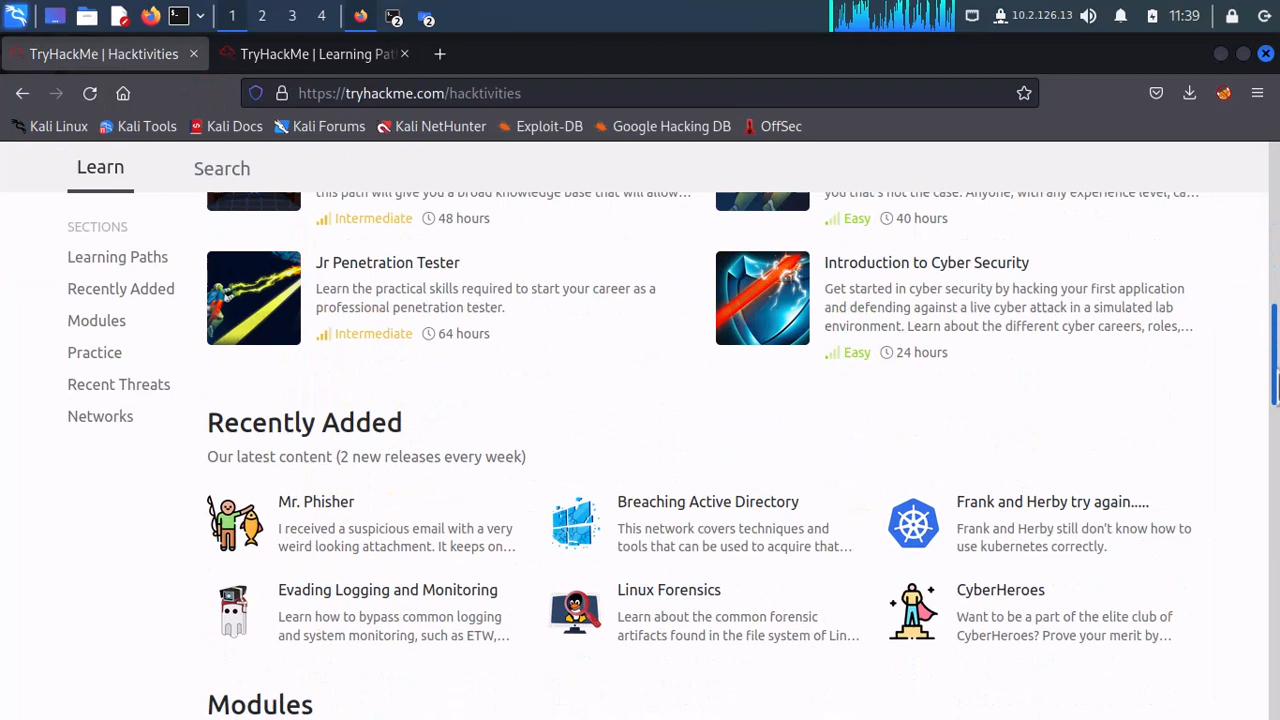 1 2 3 4 2 2 10.2.126.13 11:39
TryHackMe | Hacktivities × TryHackMe | Learning Pat × +
https://tryhackme.com/hacktivities
Kali Linux Kali Tools Kali Docs Kali Forums Kali NetHunter Exploit-DB Google Hacking DB OffSec
Learn Search
SECTIONS
Learning Paths
Recently Added
Modules
Practice
Recent Threats
Networks
this path will give you a broad knowledge base that will allow...
Intermediate 48 hours
you that's not the case. Anyone, with any experience level, ca...
Easy 40 hours
Jr Penetration Tester
Learn the practical skills required to start your career as a
professional penetration tester.
Intermediate 64 hours
Introduction to Cyber Security
Get started in cyber security by hacking your first application
and defending against a live cyber attack in a simulated lab
environment. Learn about the different cyber careers, roles,...
Easy 24 hours
Recently Added
Our latest content (2 new releases every week)
Mr. Phisher
I received a suspicious email with a very
weird looking attachment. It keeps on...
Breaching Active Directory
This network covers techniques and
tools that can be used to acquire that...
Frank and Herby try again.....
Frank and Herby still don't know how to
use kubernetes correctly.
Evading Logging and Monitoring
Learn how to bypass common logging
and system monitoring, such as ETW,...
Linux Forensics
Learn about the common forensic
artifacts found in the file system of Lin...
CyberHeroes
Want to be a part of the elite club of
CyberHeroes? Prove your merit by...
Modules